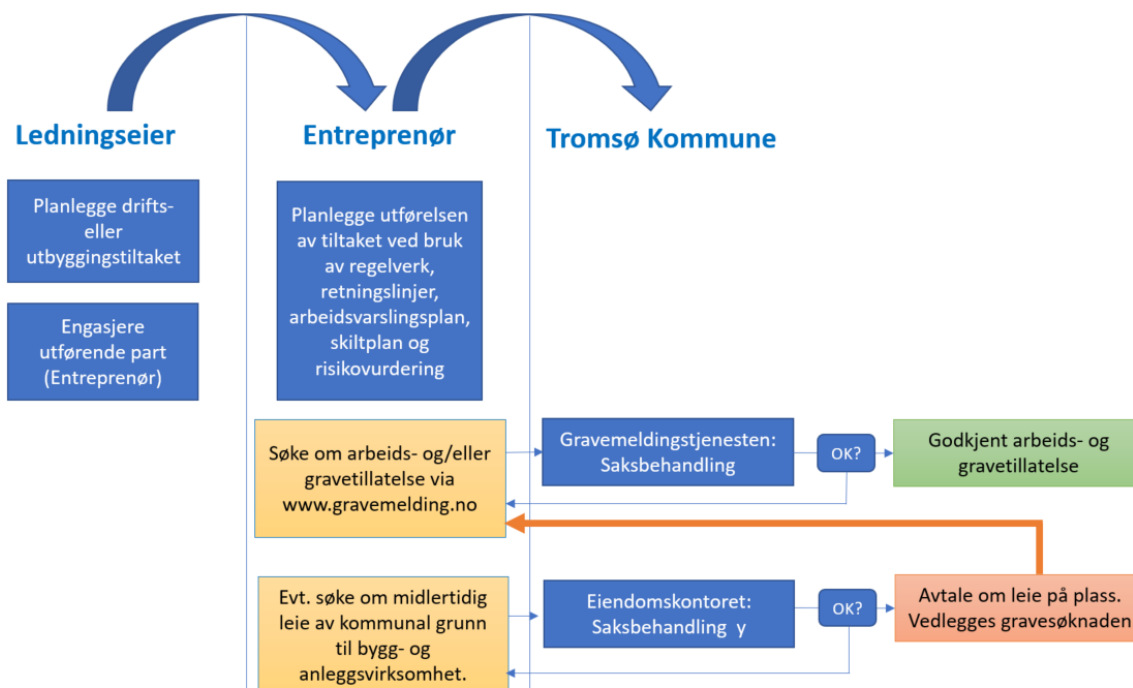 Ledningseier
Entreprenør
Tromsø Kommune
Planlegge drifts-
eller
utbyggingstiltaket
Engasjere
utførende part
(Entreprenør)
Planlegge utførelsen
av tiltaket ved bruk
av regelverk,
retningslinjer,
arbeidsvarslingsplan,
skiltplan og
risikovurdering
Søke om arbeids- og/eller
gravetillatelse via
www.gravemelding.no
Gravemeldingstjenesten:
Saksbehandling
OK?
Godkjent arbeids- og
gravetillatelse
Evt. søke om midlertidig
leie av kommunal grunn
til bygg- og
anleggsvirksomhet.
Eiendomskontoret:
Saksbehandling y
OK?
Avtale om leie på plass.
Vedlegges gravesøknaden